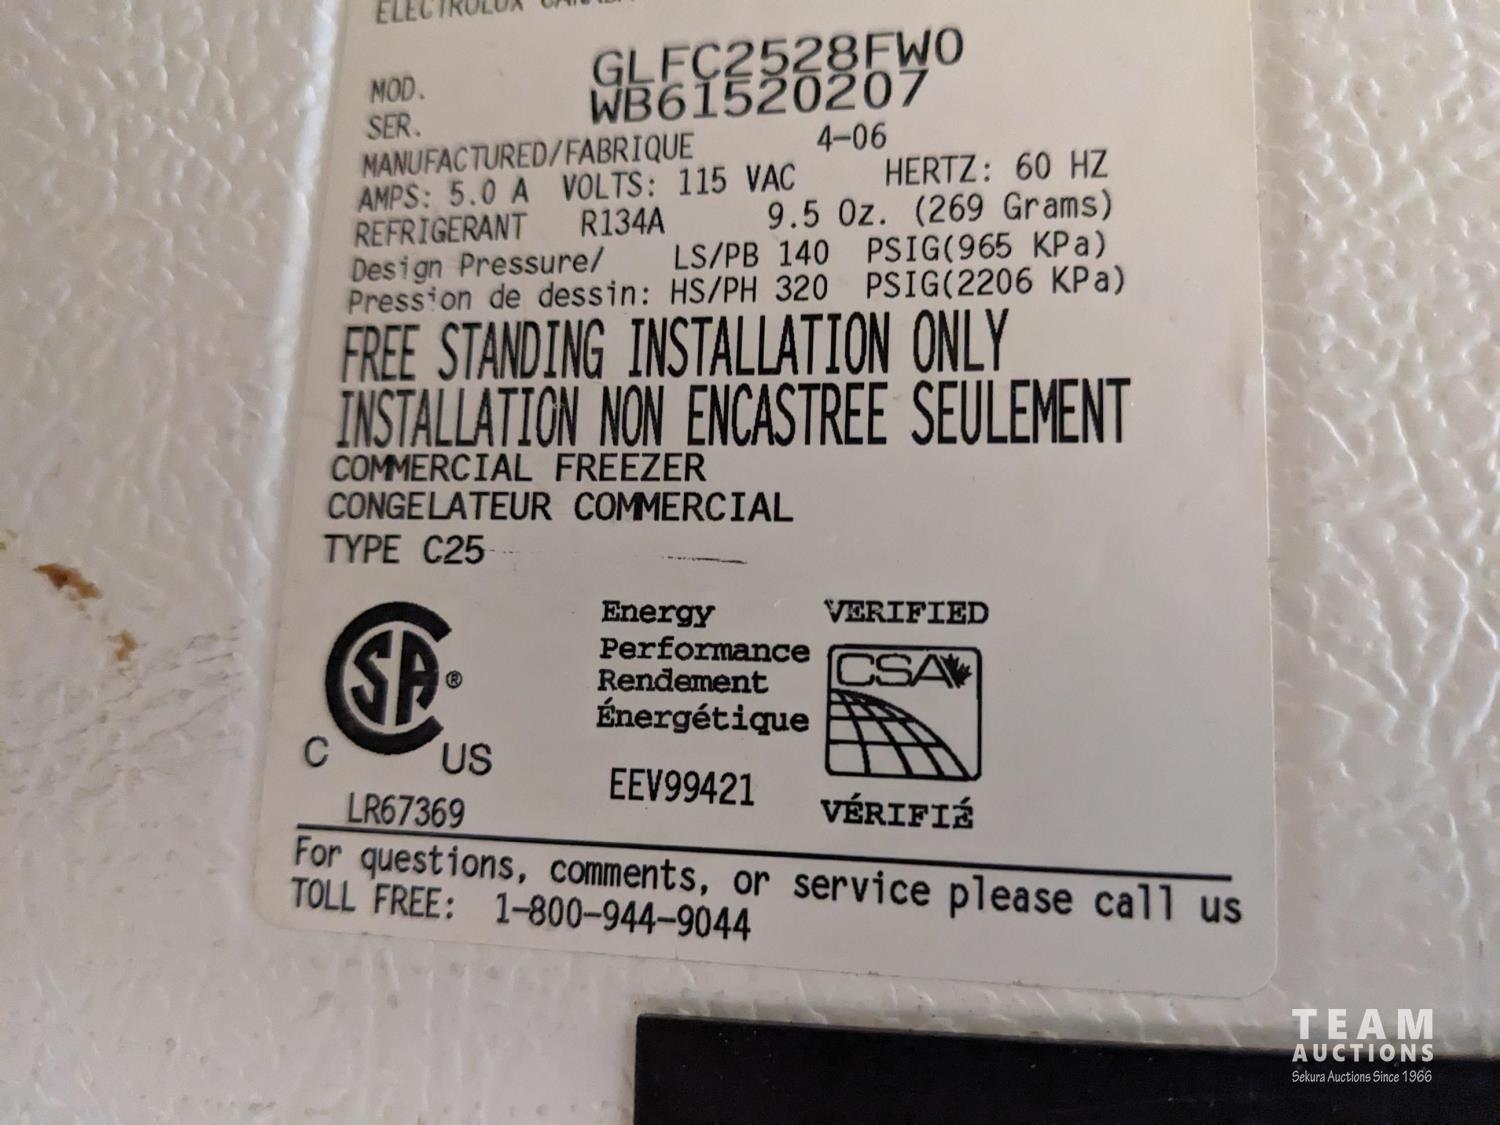 ELECTROLUX
MOD. GLFC2528FW0
SER. WB61520207
MANUFACTURED/FABRIQUE 4-06
AMPS: 5.0 A VOLTS: 115 VAC HERTZ: 60 HZ
REFRIGERANT R134A 9.5 Oz. (269 Grams)
Design Pressure/ LS/PB 140 PSIG(965 KPa)
Pression de dessin: HS/PH 320 PSIG(2206 KPa)
FREE STANDING INSTALLATION ONLY
INSTALLATION NON ENCASTREE SEULEMENT
COMMERCIAL FREEZER
CONGELATEUR COMMERCIAL
TYPE C25
SA®
C US
LR67369
Energy
Performance
Rendement
Énergétique
EEV99421
VERIFIED
CSA
VÉRIFIÉ
For questions, comments, or service please call us
TOLL FREE: 1-800-944-9044
TEAM
AUCTIONS
Sekura Auctions Since 1966